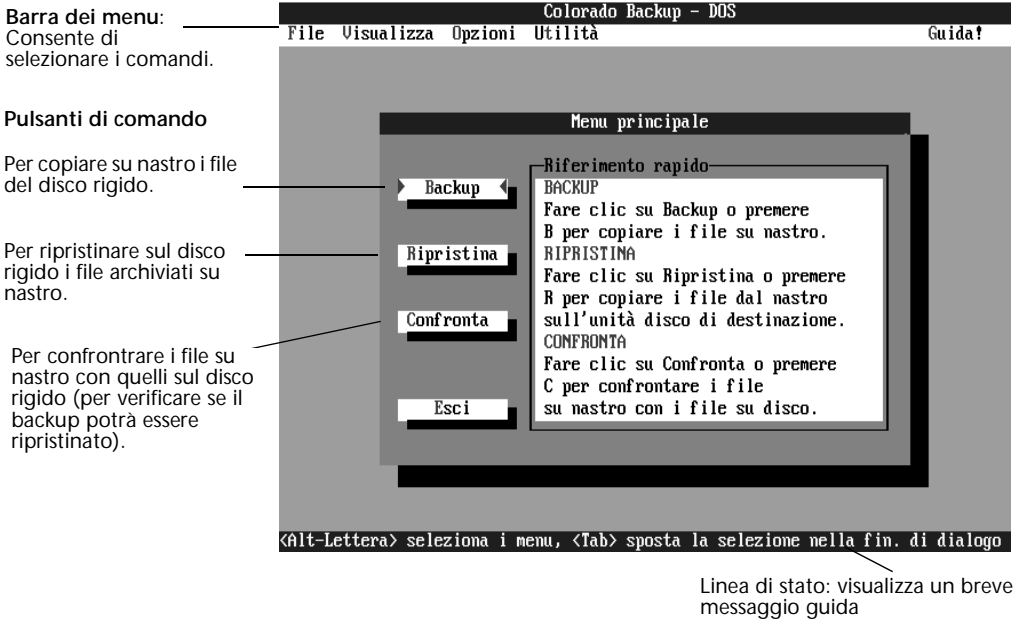 Barra dei menu:
Consente di
selezionare i comandi.
Pulsanti di comando
Per copiare su nastro i file
del disco rigido.
Per ripristinare sul disco
rigido i file archiviati su
nastro.
Per confrontrare i file su
nastro con quelli sul disco
rigido (per verificare se il
backup potrà essere
ripristinato).
Colorado Backup - DOS
File Visualizza Opzioni Utilità Guida!
Menu principale
Backup
Ripristina
Confronta
Esci
Riferimento rapido
BACKUP
Fare clic su Backup o premere
B per copiare i file su nastro.
RIPRISTINA
Fare clic su Ripristina o premere
R per copiare i file dal nastro
sull'unità disco di destinazione.
CONFRONTA
Fare clic su Confronta o premere
C per confrontare i file
su nastro con i file su disco.
<Alt-Lettera> seleziona i menu, <Tab> sposta la selezione nella fin. di dialogo
Linea di stato: visualizza un breve
messaggio guida